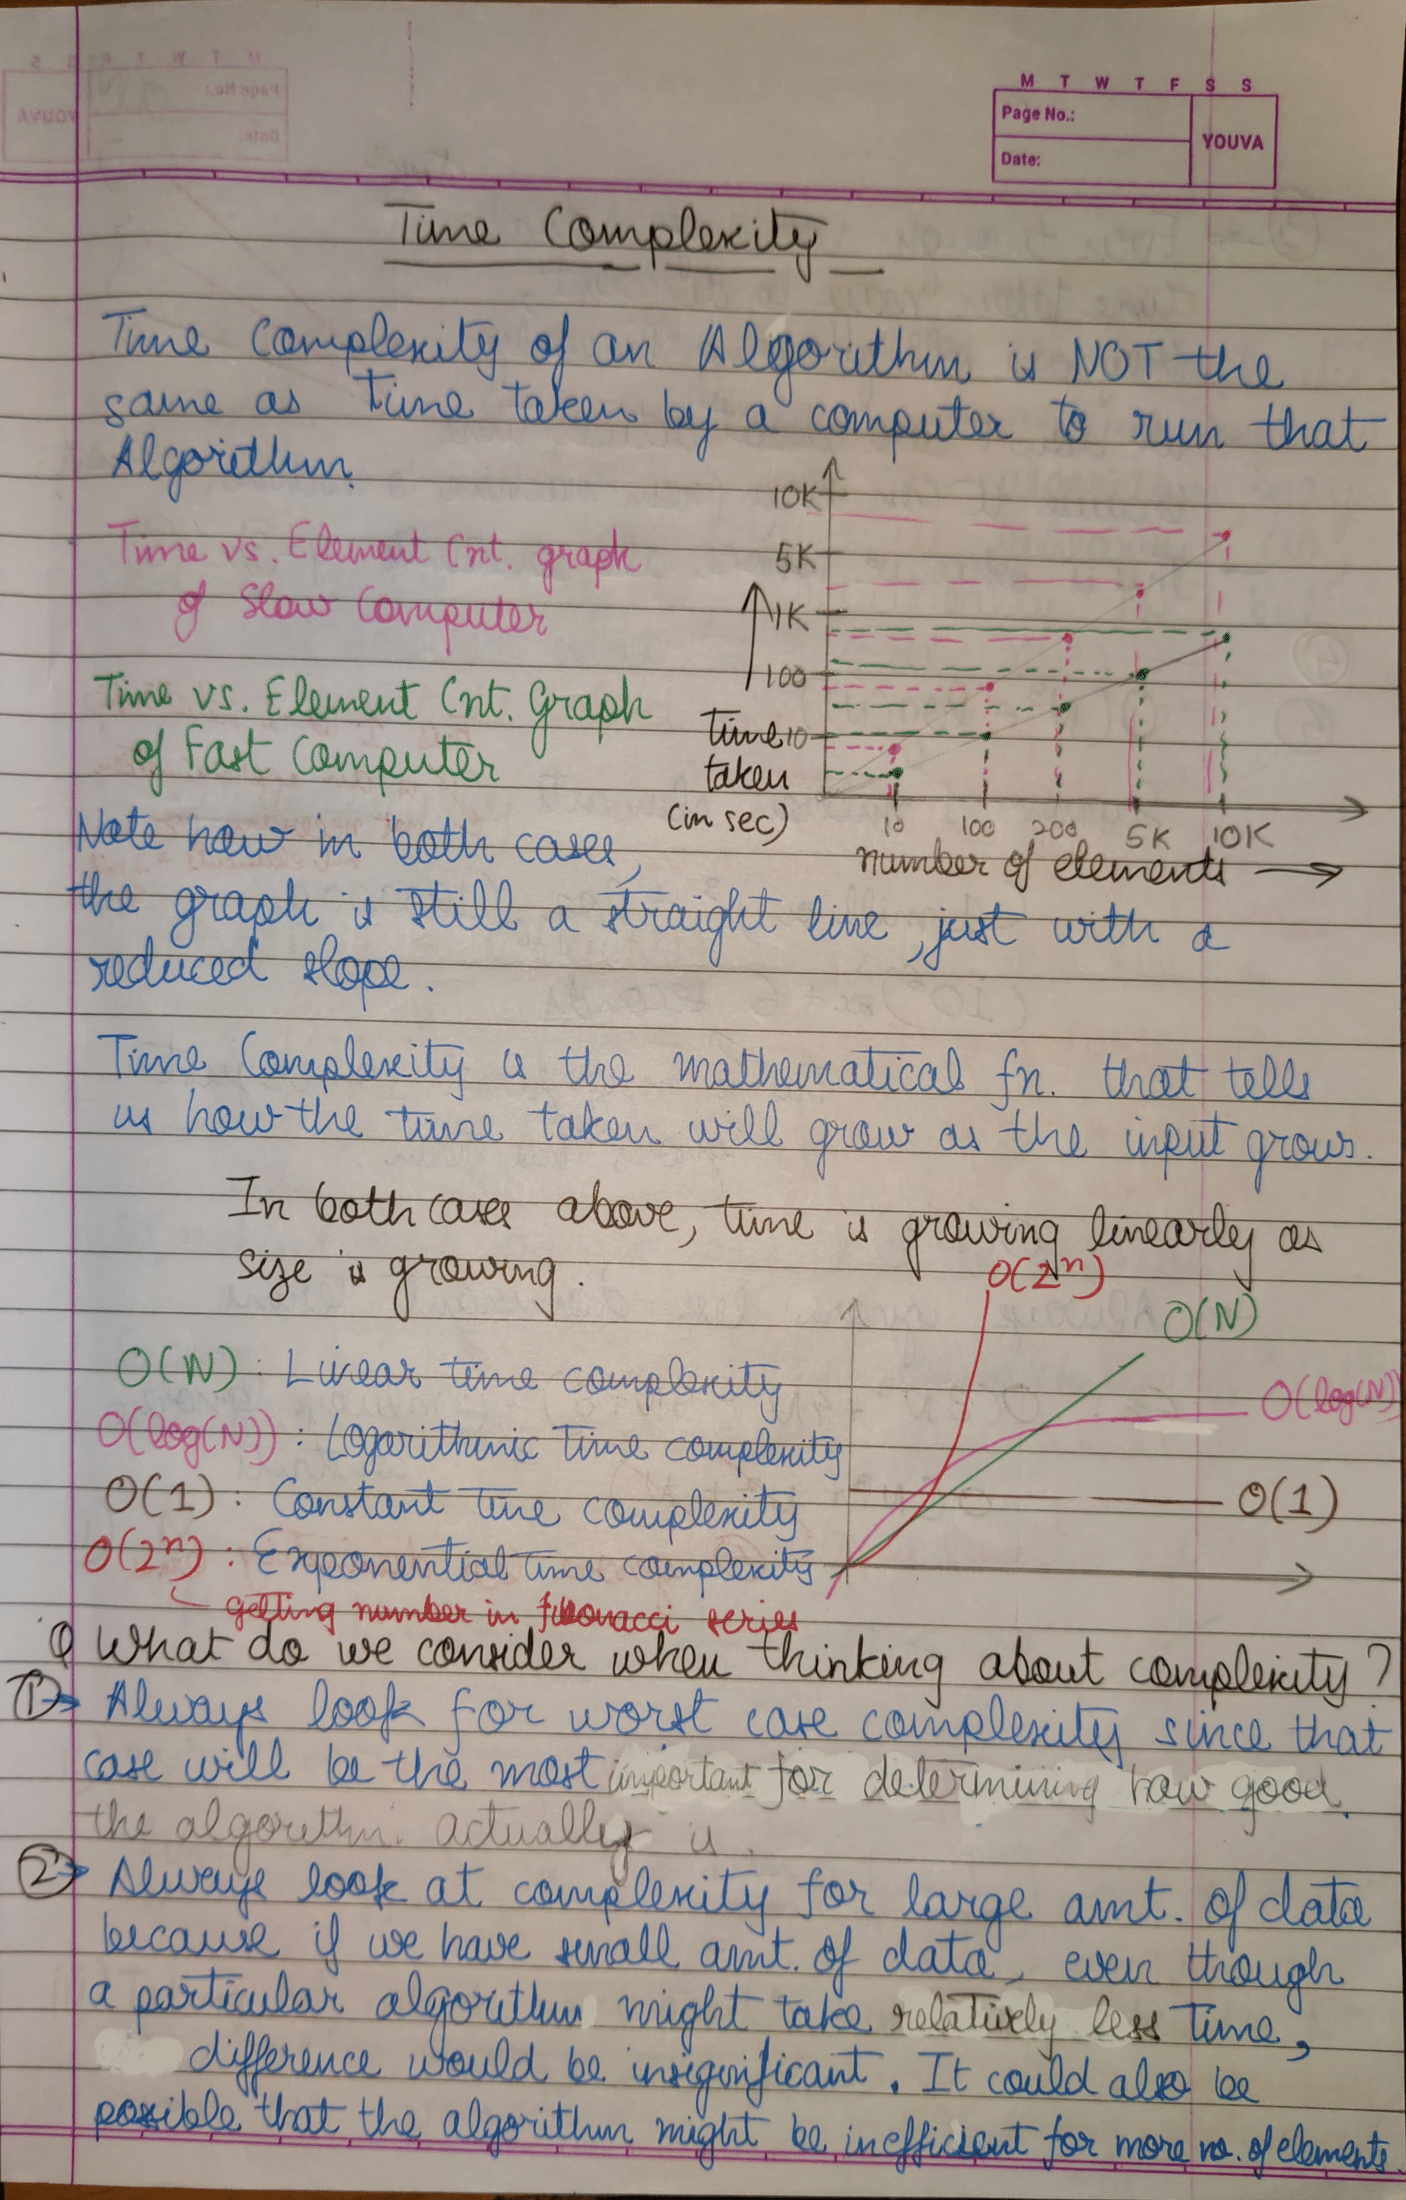 M T W T F S S
Page No.:
YOUVA
Date:
Time Complexity
Time Complexity of an Algorithm is NOT the
same as time taken by a computer to run that
Algorithm.
Time vs. Element Cnt. graph
of Slow Computer
Time vs. Element Cnt. Graph
of Fast Computer
10K
5K
1K
100
10
Time
taken
(in sec)
10 100 200 5K 10K
number of elements
Note how in both cases,
the graph is still a straight line, just with a
reduced slope.
Time Complexity is the mathematical fn. that tells
us how the time taken will grow as the input grows.
In both cases above, time is growing linearly as
size is growing.
O(2ⁿ)
O(N)
O(log(N))
O(1)
O(N) : Linear time complexity
O(log(N)) : Logarithmic time complexity
O(1) : Constant time complexity
O(2ⁿ) : Exponential time complexity
getting number in fibonacci series
Q What do we consider when thinking about complexity?
1 Always look for worst case complexity since that
case will be the most important for determining how good
the algorithm actually is.
2 Always look at complexity for large amt. of data
because if we have small amt. of data, even though
a particular algorithm might take relatively less time,
difference would be insignificant. It could also be
possible that the algorithm might be inefficient for more no. of elements.